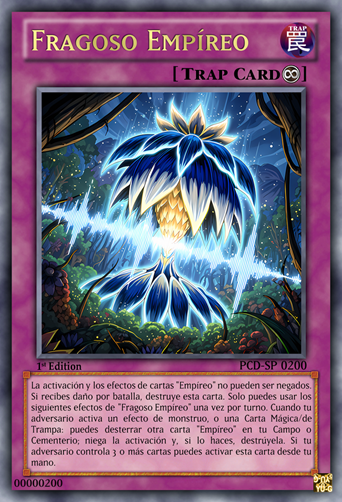 FRAGOSO EMPÍREO
TRAP
罠
[ TRAP CARD ]
1st Edition
PCD-SP 0200
La activación y los efectos de cartas "Empíreo" no pueden ser negados.
Si recibes daño por batalla, destruye esta carta. Solo puedes usar los
siguientes efectos de "Fragoso Empíreo" una vez por turno. Cuando tu
adversario activa un efecto de monstruo, o una Carta Mágica/de
Trampa: puedes desterrar otra carta "Empíreo" en tu Campo o
Cementerio; niega la activación y, si lo haces, destrúyela. Si tu
adversario controla 3 o más cartas puedes activar esta carta desde tu
mano.
00000200